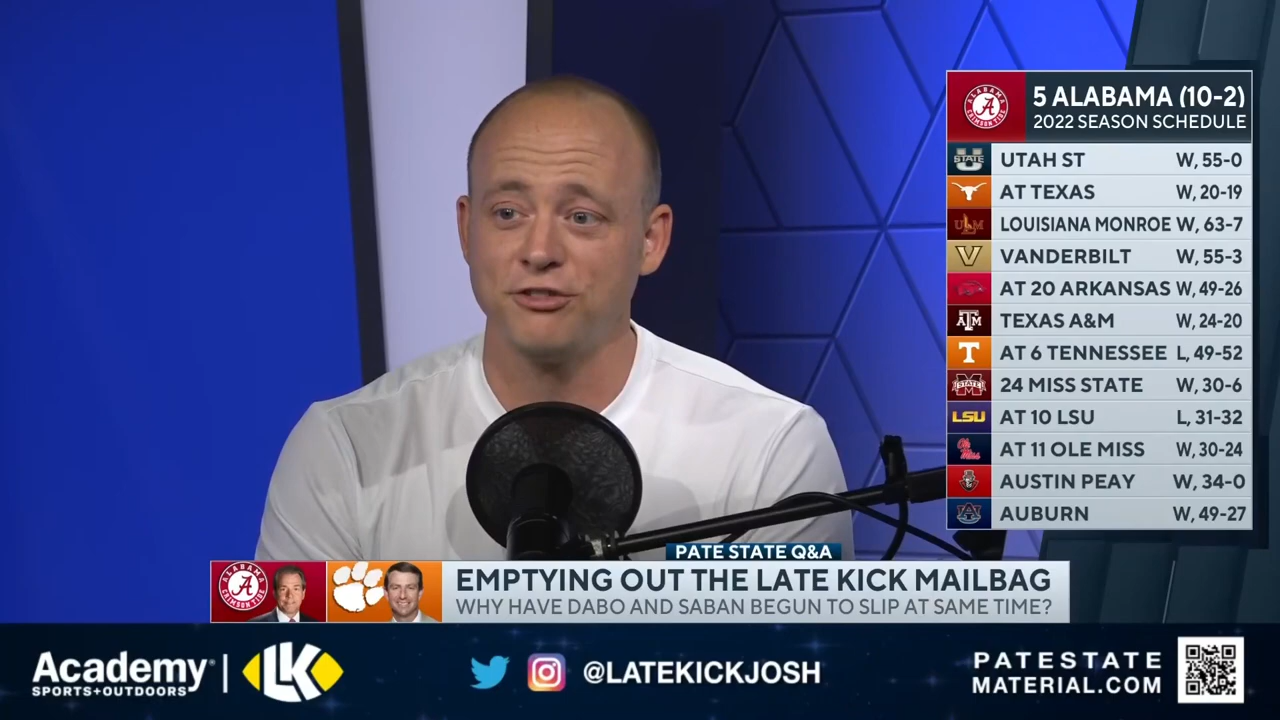 5 ALABAMA (10-2)
2022 SEASON SCHEDULE
UTAH ST W, 55-0
AT TEXAS W, 20-19
LOUISIANA MONROE W, 63-7
VANDERBILT W, 55-3
AT 20 ARKANSAS W, 49-26
TEXAS A&M W, 24-20
AT 6 TENNESSEE L, 49-52
24 MISS STATE W, 30-6
AT 10 LSU L, 31-32
AT 11 OLE MISS W, 30-24
AUSTIN PEAY W, 34-0
AUBURN W, 49-27
PATE STATE Q&A
EMPTYING OUT THE LATE KICK MAILBAG
WHY HAVE DABO AND SABAN BEGUN TO SLIP AT SAME TIME?
Academy
SPORTS+OUTDOORS
LK
@LATEKICKJOSH
PATESTATE
MATERIAL.COM